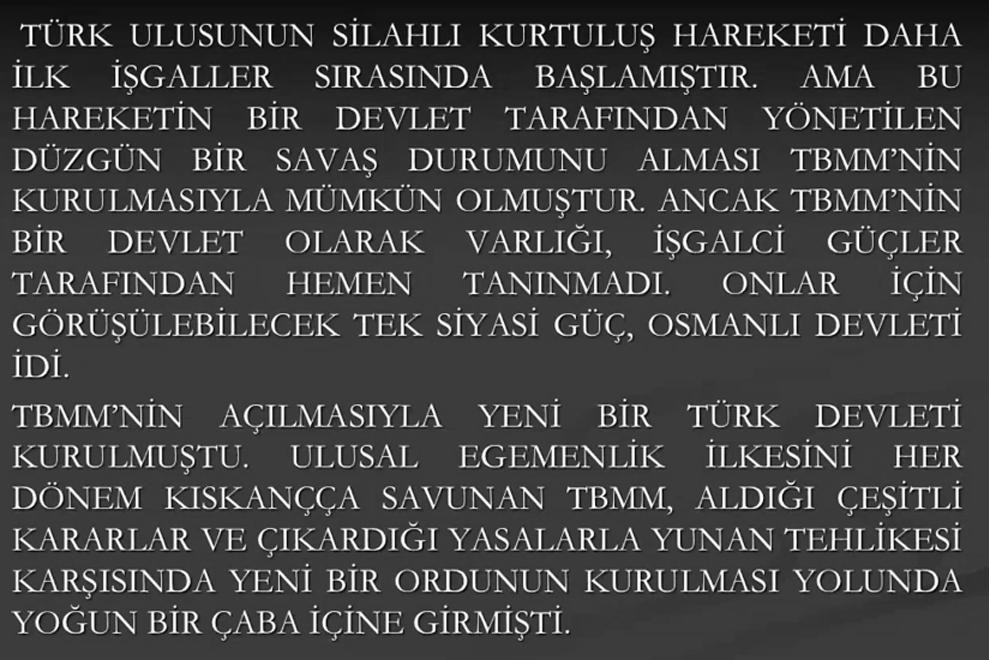 TÜRK ULUSUNUN SİLAHLI KURTULUŞ HAREKETİ DAHA
İLK İŞGALLER SIRASINDA BAŞLAMIŞTIR. AMA BU
HAREKETİN BİR DEVLET TARAFINDAN YÖNETİLEN
DÜZGÜN BİR SAVAŞ DURUMUNU ALMASI TBMM’NİN
KURULMASIYLA MÜMKÜN OLMUŞTUR. ANCAK TBMM’NİN
BİR DEVLET OLARAK VARLIĞI, İŞGALCİ GÜÇLER
TARAFINDAN HEMEN TANINMADI. ONLAR İÇİN
GÖRÜŞÜLEBİLECEK TEK SİYASİ GÜÇ, OSMANLI DEVLETİ
İDİ.
TBMM’NİN AÇILMASIYLA YENİ BİR TÜRK DEVLETİ
KURULMUŞTU. ULUSAL EGEMENLİK İLKESİNİ HER
DÖNEM KISKANÇÇA SAVUNAN TBMM, ALDIĞI ÇEŞİTLİ
KARARLAR VE ÇIKARDIĞI YASALARLA YUNAN TEHLİKESİ
KARŞISINDA YENİ BİR ORDUNUN KURULMASI YOLUNDA
YOĞUN BİR ÇABA İÇİNE GİRMİŞTİ.